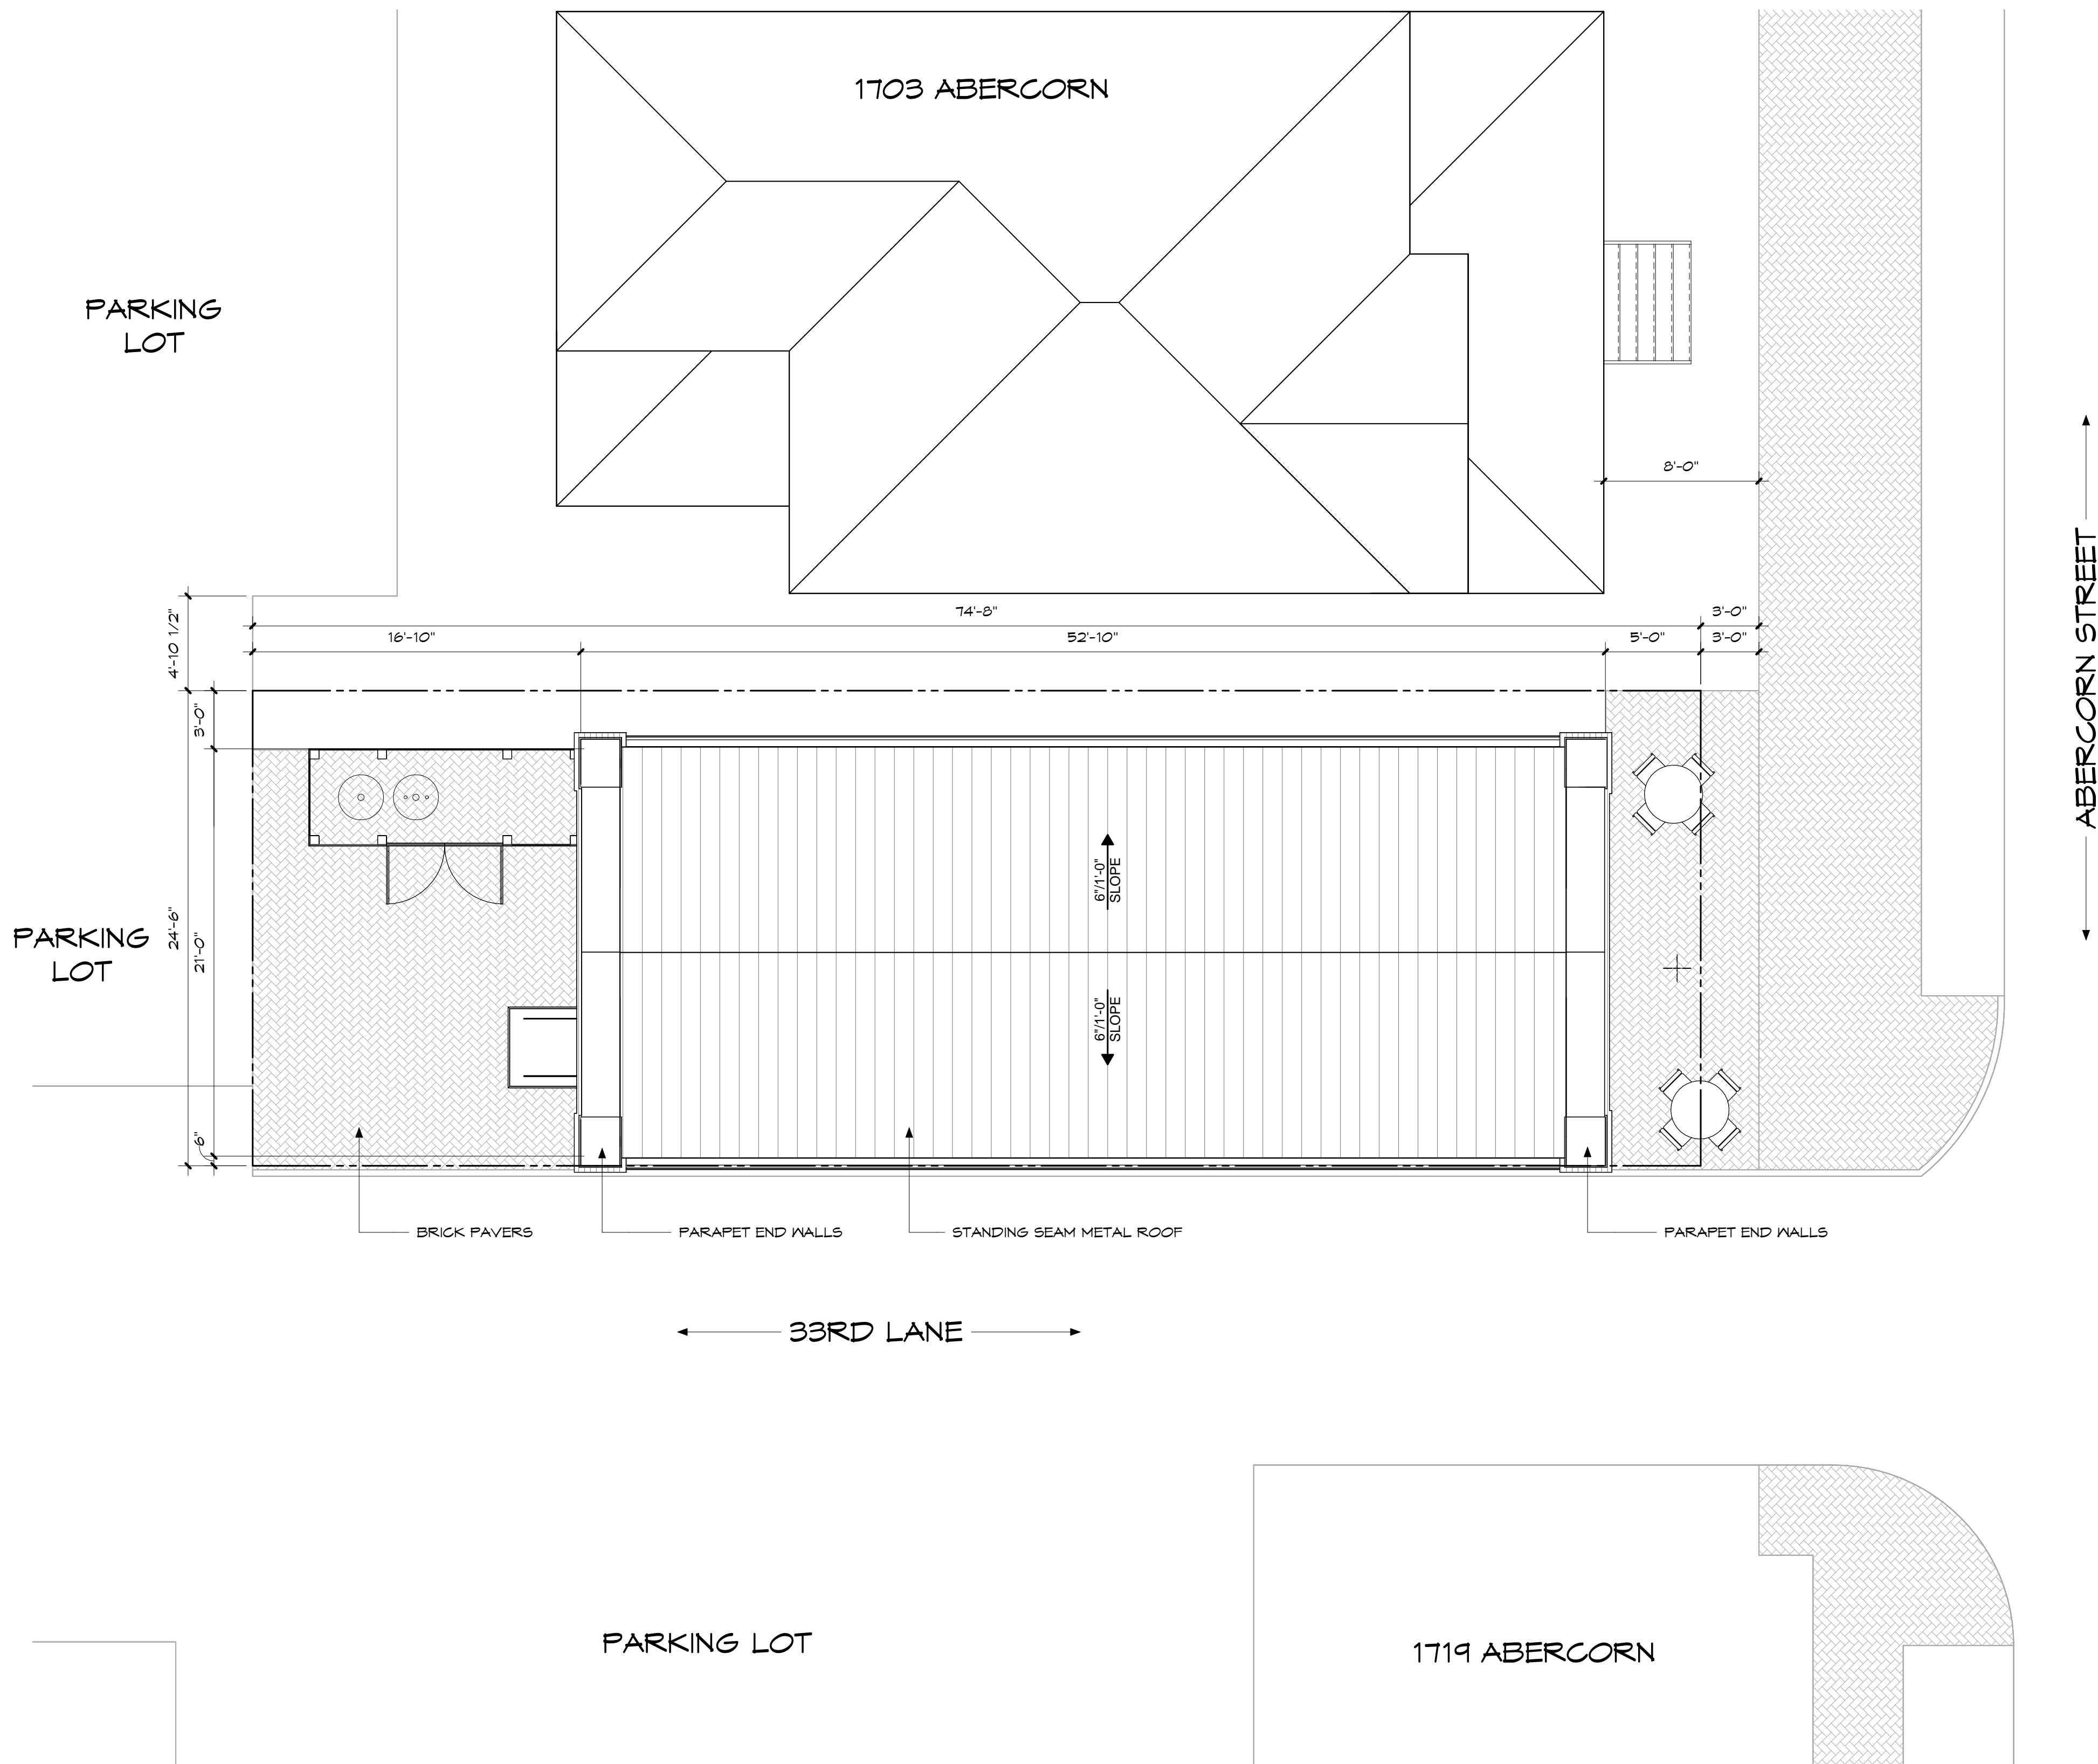 1703 ABERCORN
PARKING
LOT
8'-0"
ABERCORN STREET
74'-8"
3'-0"
16'-10"
52'-10"
5'-0"
3'-0"
4'-10 1/2"
3'-0"
24'-6"
21'-0"
6"
PARKING
LOT
6"/1'-0"
SLOPE
6"/1'-0"
SLOPE
BRICK PAVERS
PARAPET END WALLS
STANDING SEAM METAL ROOF
PARAPET END WALLS
33RD LANE
PARKING LOT
1719 ABERCORN